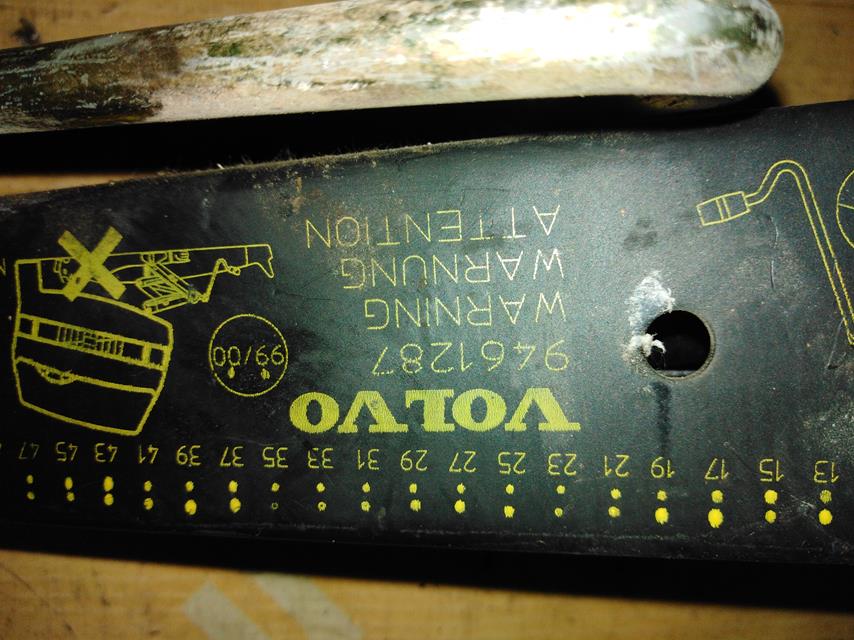 13 15 17 19 21 23 25 27 29 31 33 35 37 39 41 43 45 47
VOLVO
9461287
99/00
WARNING
WARNUNG
ATTENTION